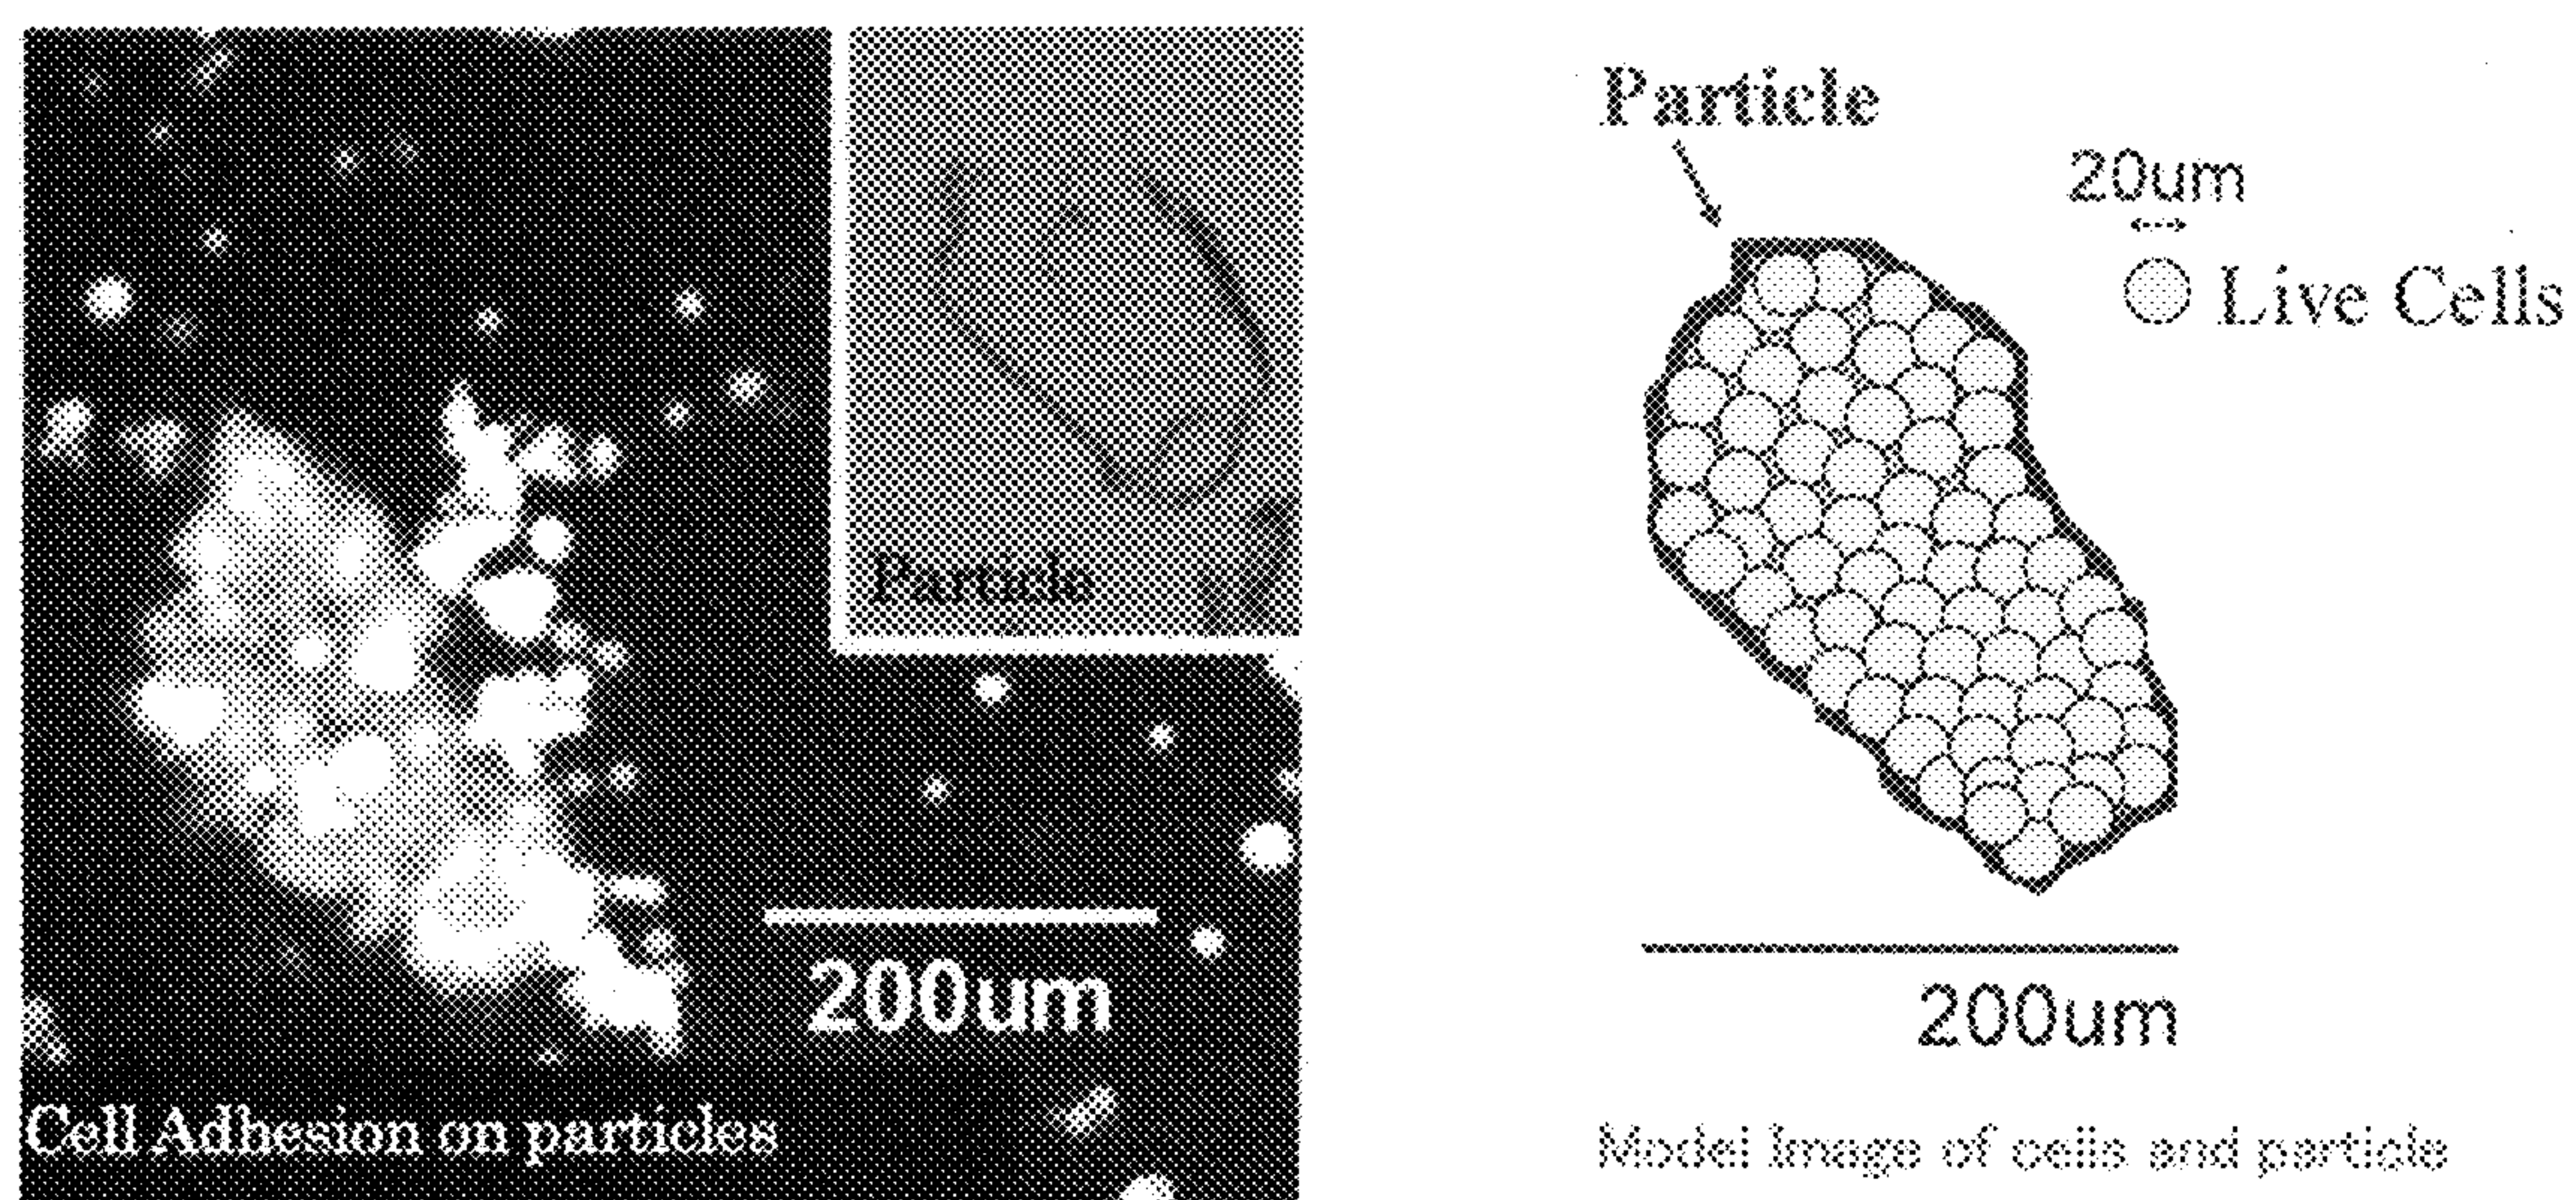 Particle
200um
Cell Adhesion on particles
Particle
20um
Live Cells
200um
Model Image of cells and particle